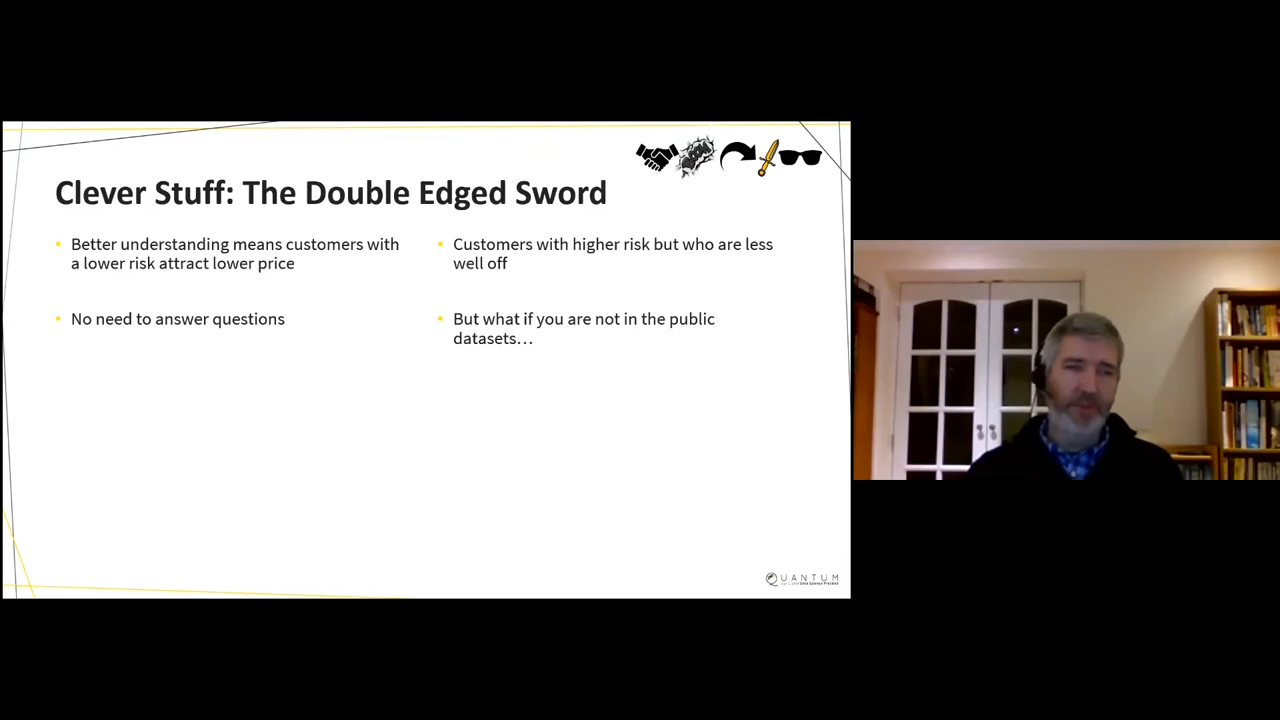 Clever Stuff: The Double Edged Sword
Better understanding means customers with
a lower risk attract lower price
No need to answer questions
Customers with higher risk but who are less
well off
But what if you are not in the public
datasets…
QUANTUM